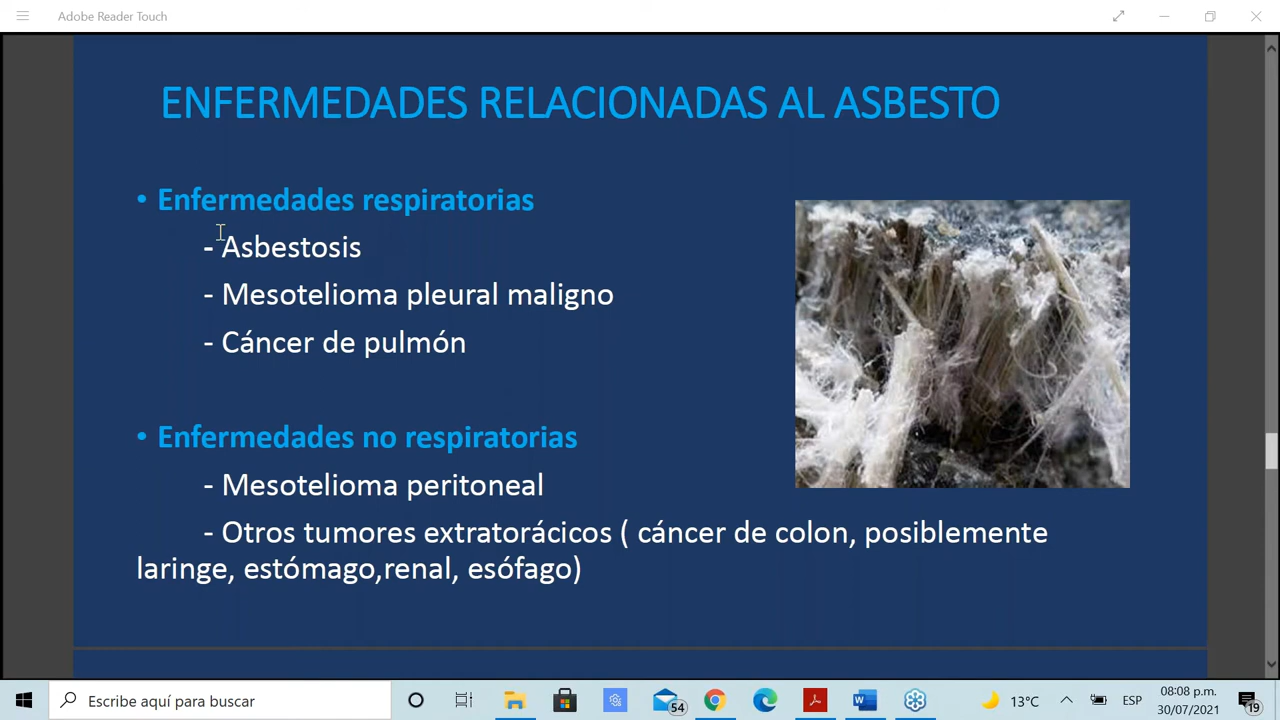 Adobe Reader Touch
ENFERMEDADES RELACIONADAS AL ASBESTO
• Enfermedades respiratorias
- Asbestosis
- Mesotelioma pleural maligno
- Cáncer de pulmón
• Enfermedades no respiratorias
- Mesotelioma peritoneal
- Otros tumores extratorácicos ( cáncer de colon, posiblemente
laringe, estómago,renal, esófago)
Escribe aquí para buscar
54
13°C
ESP
08:08 p.m.
30/07/2021
19